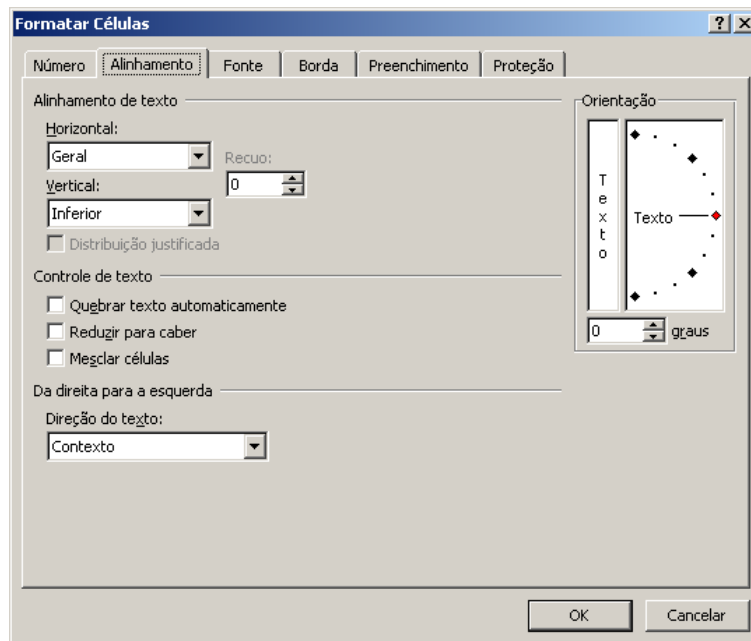 Formatar Células
Número Alinhamento Fonte Borda Preenchimento Proteção
Alinhamento de texto
Horizontal:
Geral
Recuo:
0
Vertical:
Inferior
Distribuição justificada
Controle de texto
Quebrar texto automaticamente
Reduzir para caber
Mesclar células
Da direita para a esquerda
Direção do texto:
Contexto
Orientação
Texto
Texto
0 graus
OK Cancelar